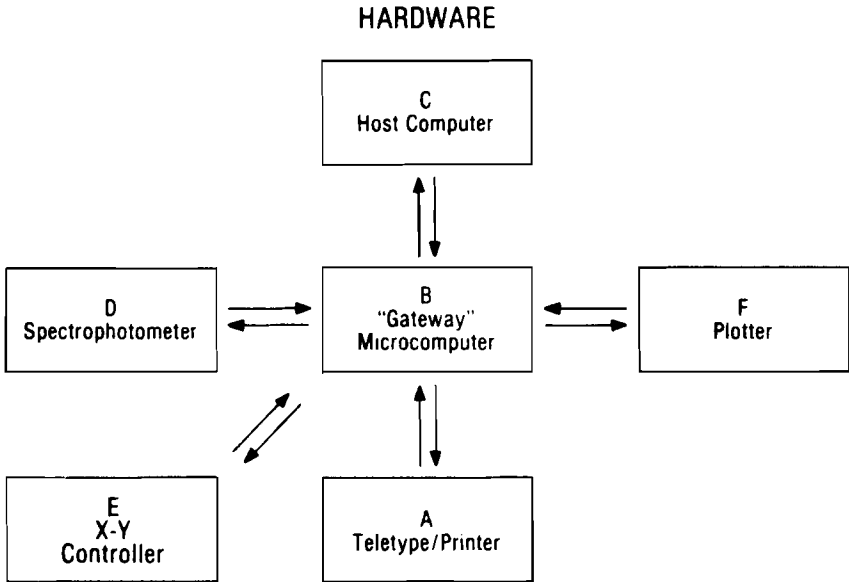 HARDWARE
C
Host Computer
D
Spectrophotometer
B
"Gateway"
Microcomputer
F
Plotter
E
X-Y
Controller
A
Teletype/Printer